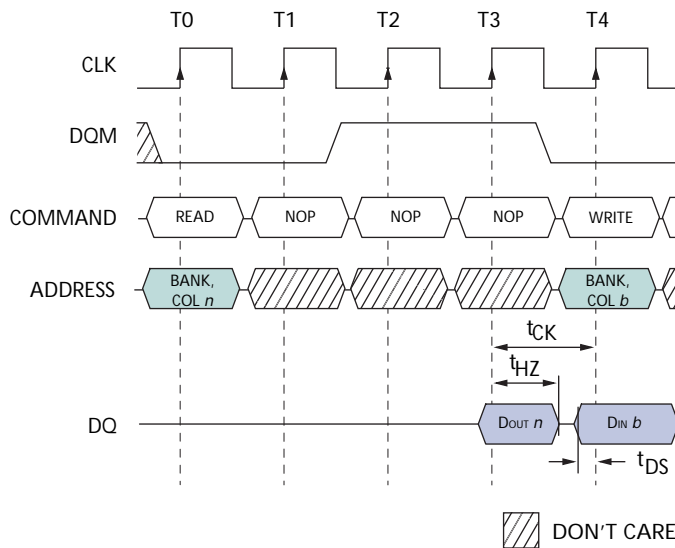 T0 T1 T2 T3 T4
CLK
DQM
COMMAND READ NOP NOP NOP WRITE
ADDRESS BANK, COL n BANK, COL b
tCK
tHZ
DQ DOUT n DIN b
tDS
DON'T CARE